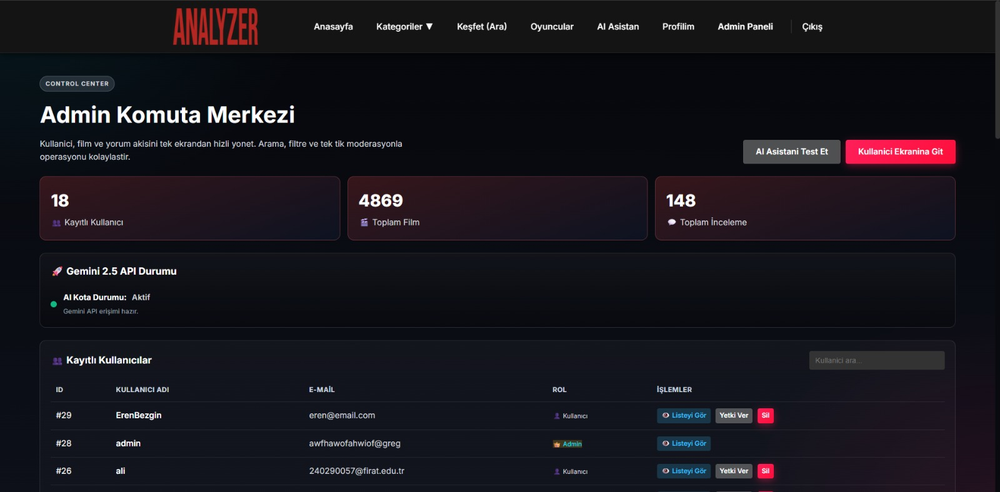 ANALYZER
Anasayfa Kategoriler ▼ Keşfet (Ara) Oyuncular AI Asistan Profilim Admin Paneli Çıkış
CONTROL CENTER
Admin Komuta Merkezi
Kullanici, film ve yorum akisini tek ekrandan hizli yonet. Arama, filtre ve tek tik moderasyonla
operasyonu kolaylastir.
AI Asistani Test Et Kullanici Ekranina Git
18 4869 148
Kayıtlı Kullanıcı Toplam Film Toplam İnceleme
Gemini 2.5 API Durumu
AI Kota Durumu: Aktif
Gemini API erişimi hazır.
Kayıtlı Kullanıcılar Kullanici ara...
ID KULLANICI ADI E-MAİL ROL İŞLEMLER
#29 ErenBezgin eren@email.com Kullanıcı Listeyi Gör Yetki Ver Sil
#28 admin awfhawofahwiof@greg Admin Listeyi Gör
#26 ali 240290057@firat.edu.tr Kullanıcı Listeyi Gör Yetki Ver Sil